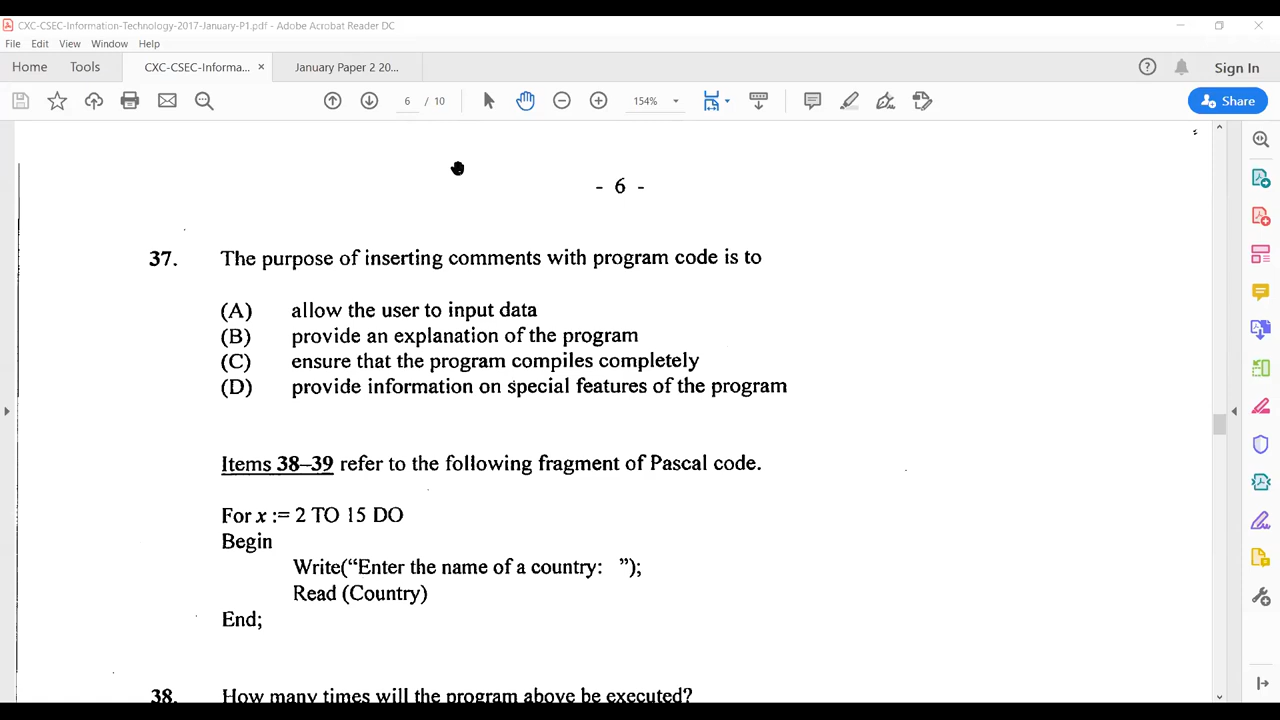 CXC-CSEC-Information-Technology-2017-January-P1.pdf - Adobe Acrobat Reader DC
File Edit View Window Help
Home Tools CXC-CSEC-Informa... × January Paper 2 20... Sign In
6 / 10 154% Share
- 6 -
37. The purpose of inserting comments with program code is to
(A) allow the user to input data
(B) provide an explanation of the program
(C) ensure that the program compiles completely
(D) provide information on special features of the program
Items 38–39 refer to the following fragment of Pascal code.
For x := 2 TO 15 DO
Begin
Write(“Enter the name of a country: ”);
Read (Country)
End;
38. How many times will the program above be executed?